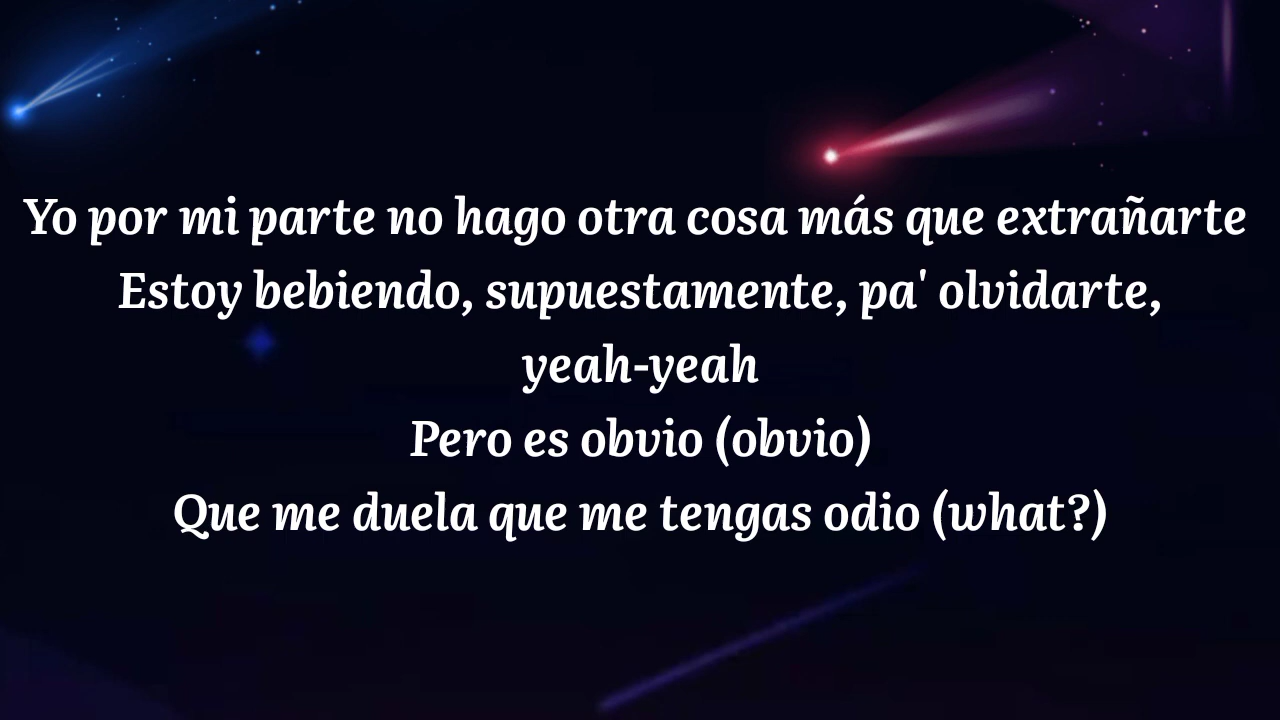 Yo por mi parte no hago otra cosa más que extrañarte
Estoy bebiendo, supuestamente, pa' olvidarte,
yeah-yeah
Pero es obvio (obvio)
Que me duela que me tengas odio (what?)